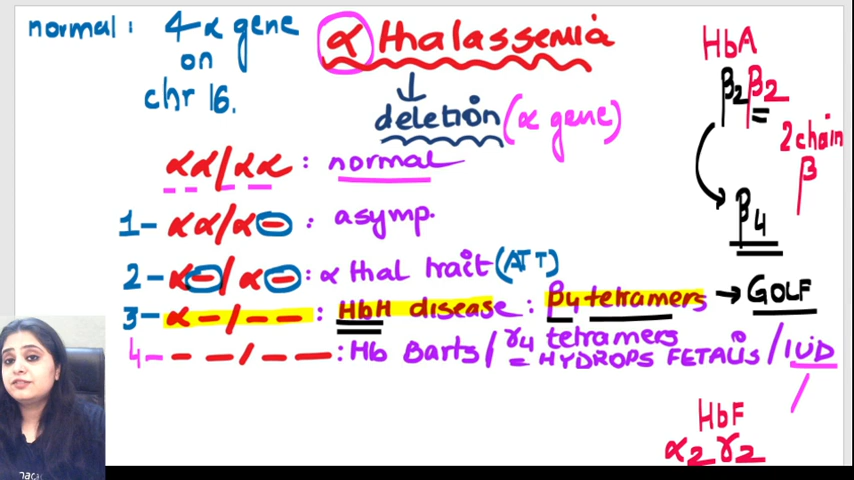 normal: 4 α gene
on
chr 16.
α thalassemia
↓
deletion (α gene)
αα/αα : normal
1- αα/α- : asymp.
2- α-/α- : α thal trait (ATT)
3- α-/-- : HbH disease : β4 tetramers → GOLF
4- --/-- : Hb Barts / γ4 tetramers
= HYDROPS FETALIS / IUD
HbA
β2β2
2 chain
β
β4
HbF
α2γ2